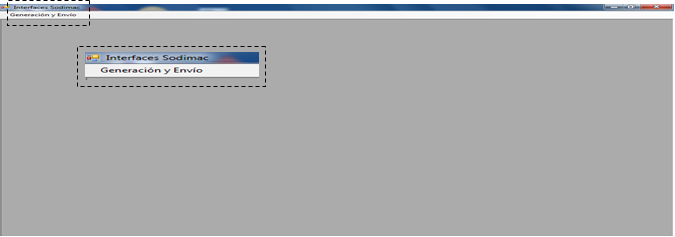 Interfaces Sodimac
Generación y Envío
Interfaces Sodimac
Generación y Envío